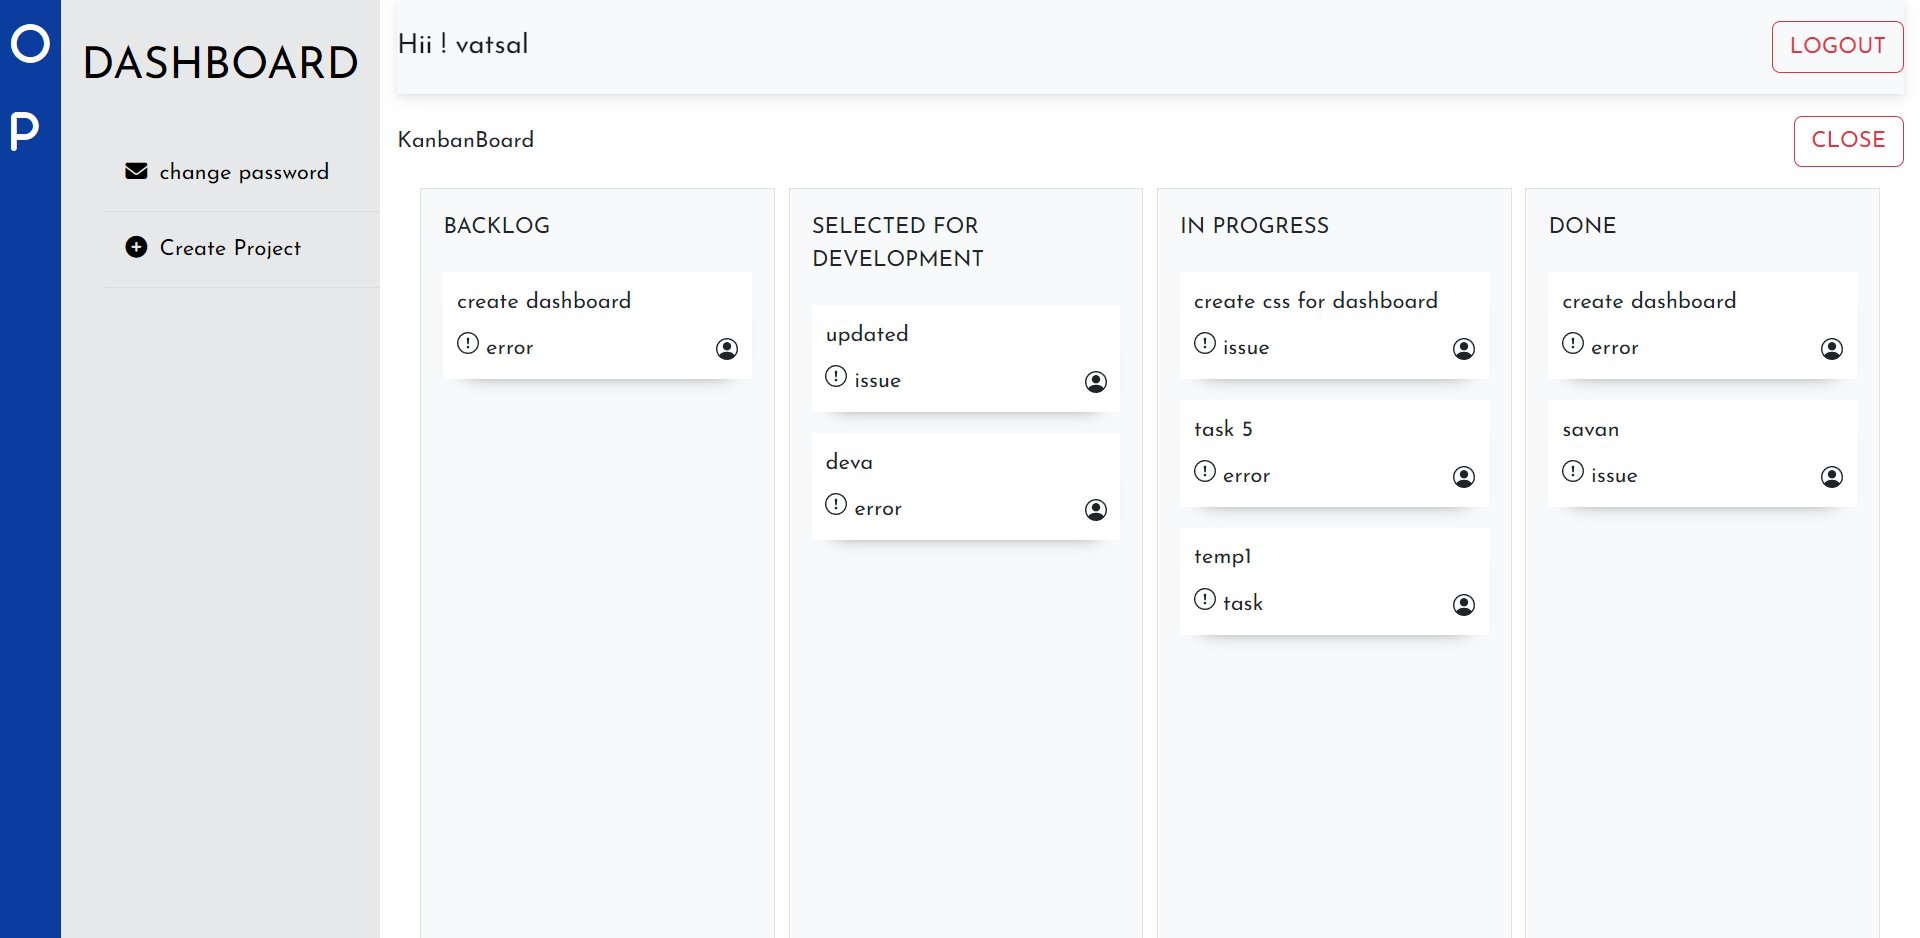 O
P
DASHBOARD
change password
Create Project
Hii ! vatsal
LOGOUT
KanbanBoard
CLOSE
BACKLOG
create dashboard
error
SELECTED FOR
DEVELOPMENT
updated
issue
deva
error
IN PROGRESS
create css for dashboard
issue
task 5
error
temp1
task
DONE
create dashboard
error
savan
issue